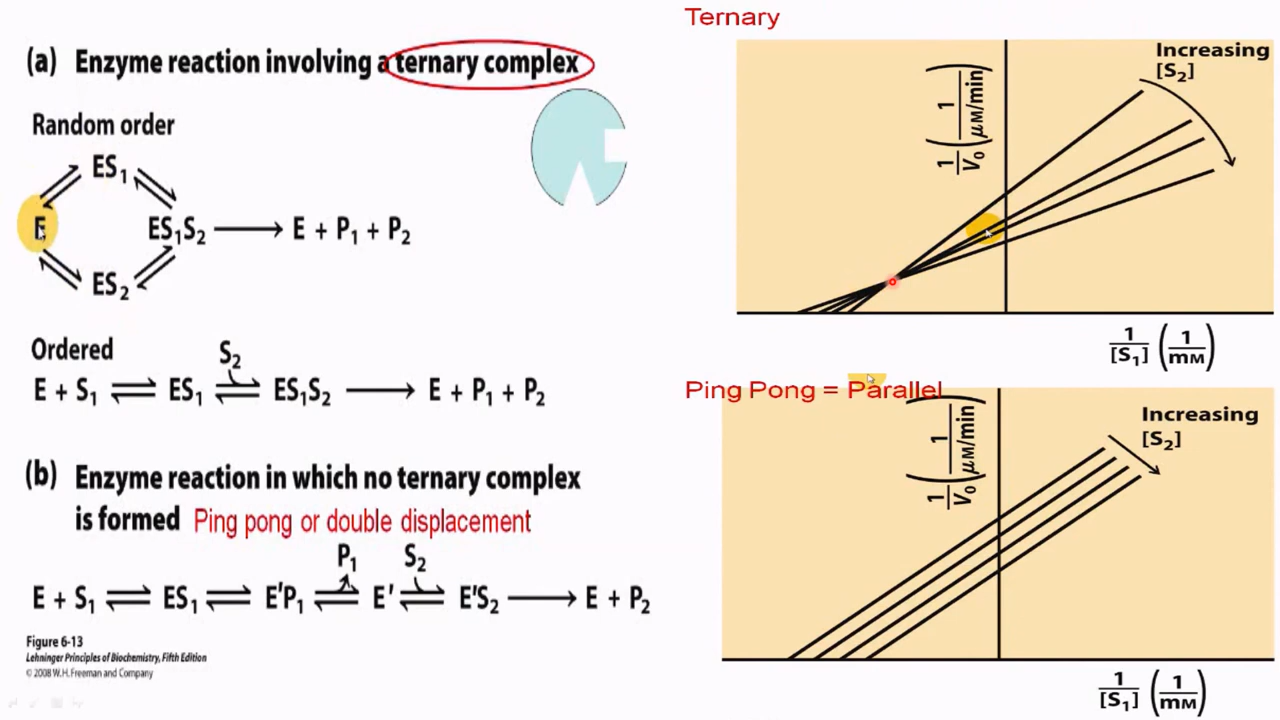 (a) Enzyme reaction involving a ternary complex
Random order
ES₁
E
ES₁S₂ ⟶ E + P₁ + P₂
ES₂
Ordered
S₂
E + S₁ ⇌ ES₁ ⇌ ES₁S₂ ⟶ E + P₁ + P₂
(b) Enzyme reaction in which no ternary complex
is formed Ping pong or double displacement
P₁ S₂
E + S₁ ⇌ ES₁ ⇌ E′P₁ ⇌ E′ ⇌ E′S₂ ⟶ E + P₂
Figure 6-13
Lehninger Principles of Biochemistry, Fifth Edition
© 2008 W. H. Freeman and Company
Ternary
Increasing
[S₂]
1/V₀ (1/μM/min)
1/[S₁] (1/mM)
Ping Pong = Parallel
Increasing
[S₂]
1/V₀ (1/μM/min)
1/[S₁] (1/mM)